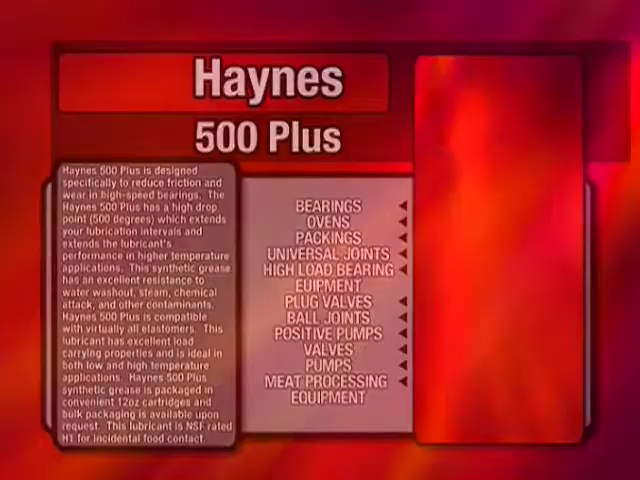 Haynes
500 Plus
Haynes 500 Plus is designed
specifically to reduce friction and
wear in high-speed bearings. The
Haynes 500 Plus has a high drop
point (500 degrees) which extends
your lubrication intervals and
extends the lubricant's
performance in higher temperature
applications. This synthetic grease
has an excellent resistance to
water washout, steam, chemical
attack, and other contaminants.
Haynes 500 Plus is compatible
with virtually all elastomers. This
lubricant has excellent load
carrying properties and is ideal in
both low and high temperature
applications. Haynes 500 Plus
synthetic grease is packaged in
convenient 12oz cartridges and
bulk packaging is available upon
request. This lubricant is NSF rated
H1 for incidental food contact.
BEARINGS
OVENS
PACKINGS
UNIVERSAL JOINTS
HIGH LOAD BEARING
EUIPMENT
PLUG VALVES
BALL JOINTS
POSITIVE PUMPS
VALVES
PUMPS
MEAT PROCESSING
EQUIPMENT